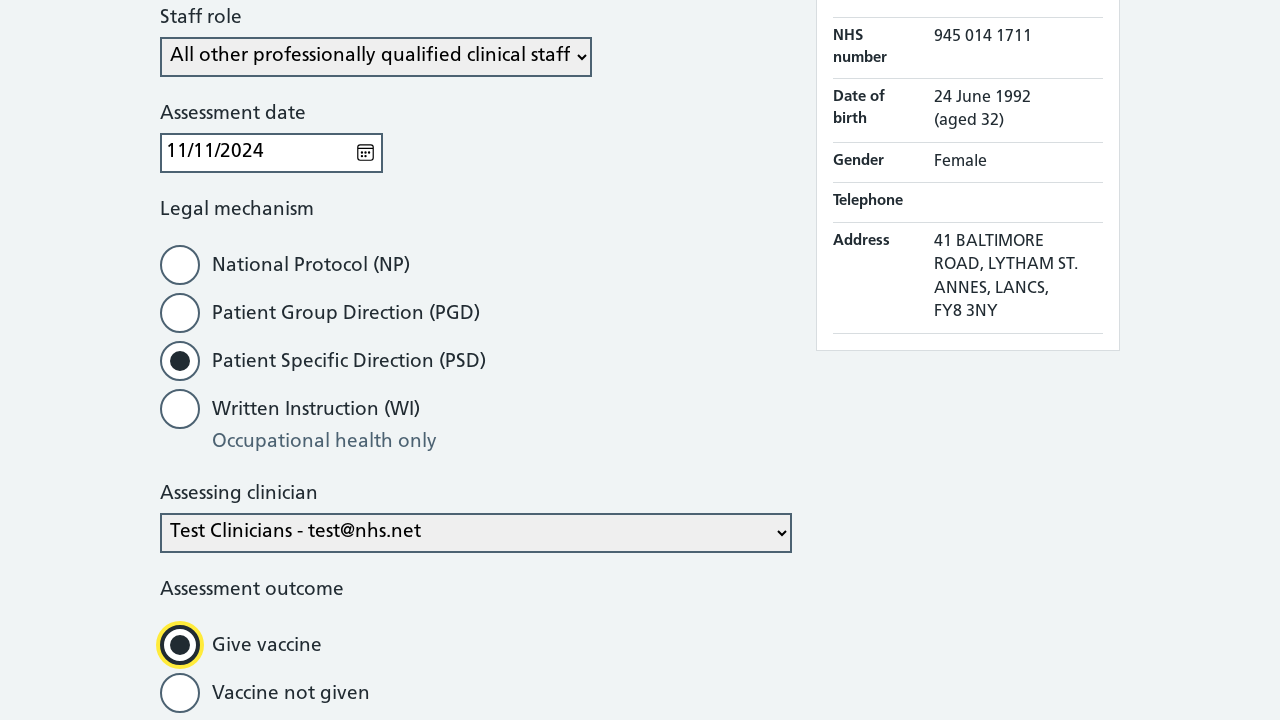 Staff role
All other professionally qualified clinical staff
Assessment date
11/11/2024
Legal mechanism
National Protocol (NP)
Patient Group Direction (PGD)
Patient Specific Direction (PSD)
Written Instruction (WI)
Occupational health only
Assessing clinician
Test Clinicians - test@nhs.net
Assessment outcome
Give vaccine
Vaccine not given
NHS number
945 014 1711
Date of birth
24 June 1992
(aged 32)
Gender
Female
Telephone
Address
41 BALTIMORE
ROAD, LYTHAM ST.
ANNES, LANCS,
FY8 3NY